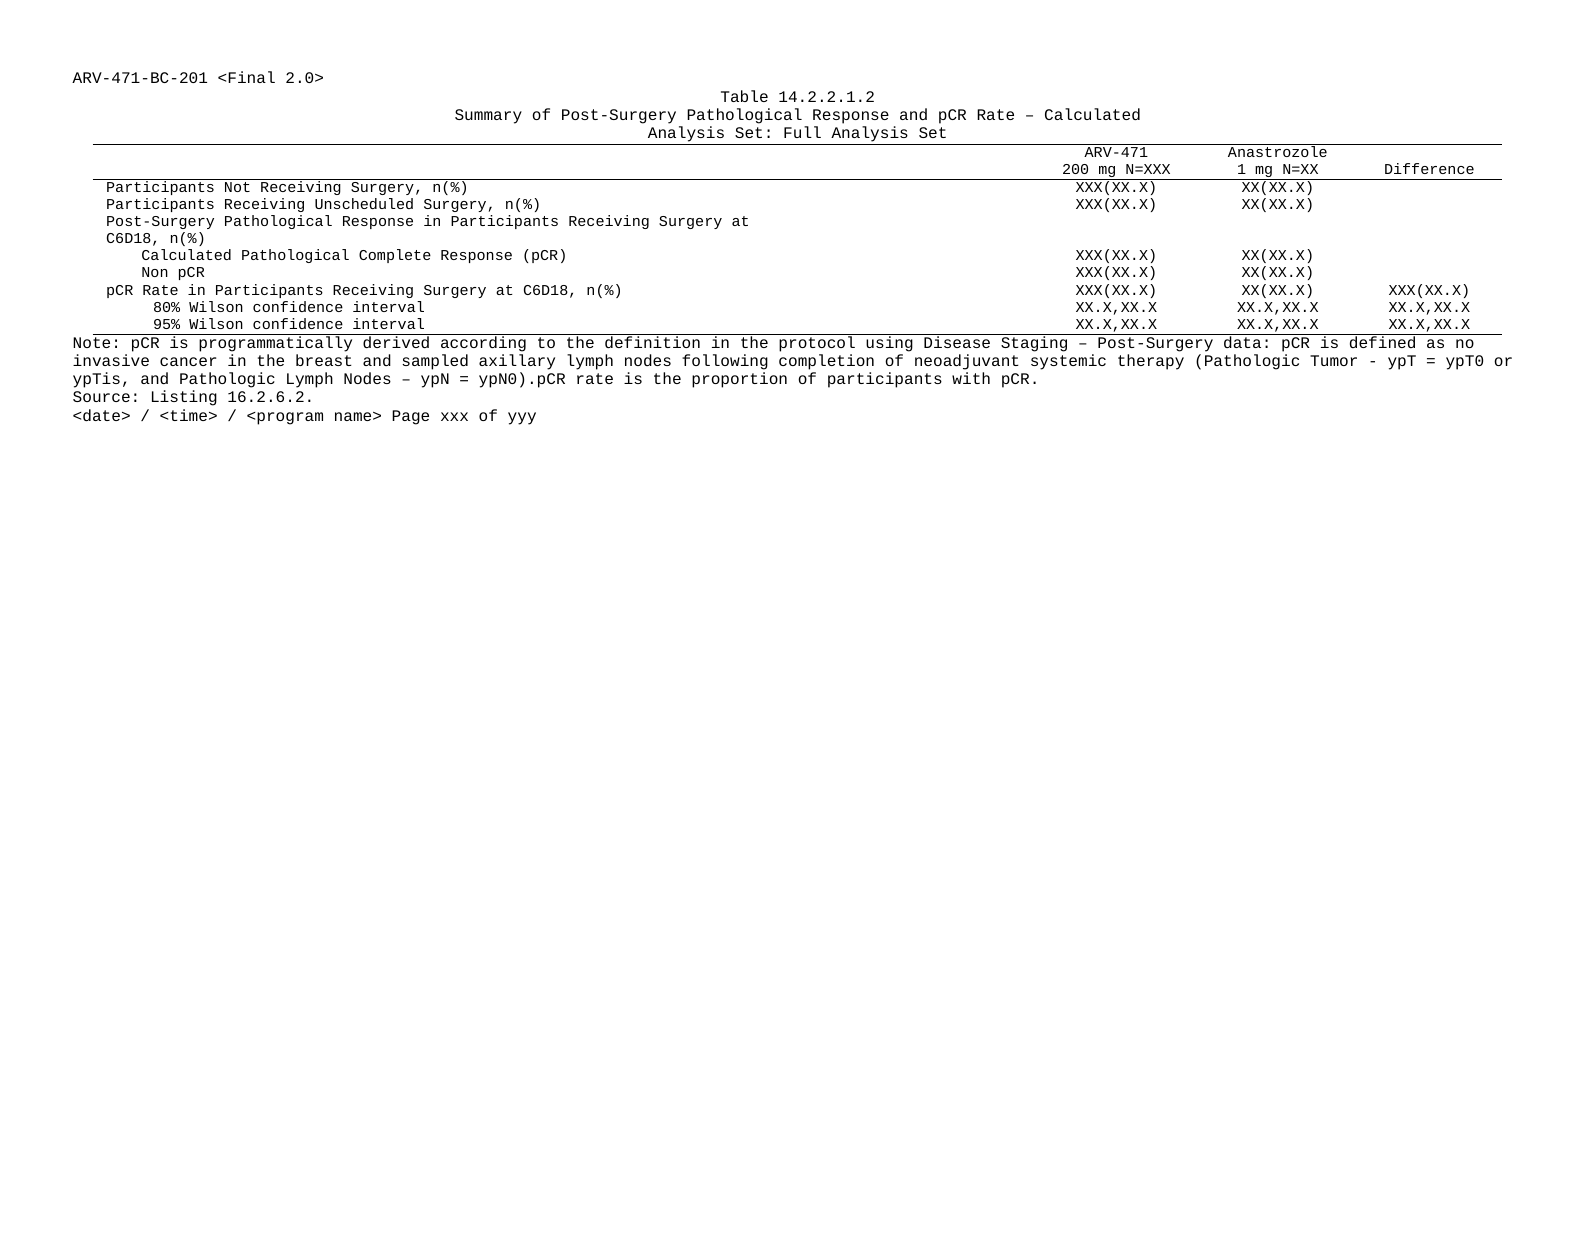 ARV-471-BC-201 <Final 2.0>
Table 14.2.2.1.2
Summary of Post-Surgery Pathological Response and pCR Rate – Calculated
Analysis Set: Full Analysis Set
ARV-471 Anastrozole
200 mg N=XXX 1 mg N=XX Difference
Participants Not Receiving Surgery, n(%) XXX(XX.X) XX(XX.X)
Participants Receiving Unscheduled Surgery, n(%) XXX(XX.X) XX(XX.X)
Post-Surgery Pathological Response in Participants Receiving Surgery at
C6D18, n(%)
Calculated Pathological Complete Response (pCR) XXX(XX.X) XX(XX.X)
Non pCR XXX(XX.X) XX(XX.X)
pCR Rate in Participants Receiving Surgery at C6D18, n(%) XXX(XX.X) XX(XX.X) XXX(XX.X)
80% Wilson confidence interval XX.X,XX.X XX.X,XX.X XX.X,XX.X
95% Wilson confidence interval XX.X,XX.X XX.X,XX.X XX.X,XX.X
Note: pCR is programmatically derived according to the definition in the protocol using Disease Staging – Post-Surgery data: pCR is defined as no
invasive cancer in the breast and sampled axillary lymph nodes following completion of neoadjuvant systemic therapy (Pathologic Tumor - ypT = ypT0 or
ypTis, and Pathologic Lymph Nodes – ypN = ypN0).pCR rate is the proportion of participants with pCR.
Source: Listing 16.2.6.2.
<date> / <time> / <program name> Page xxx of yyy